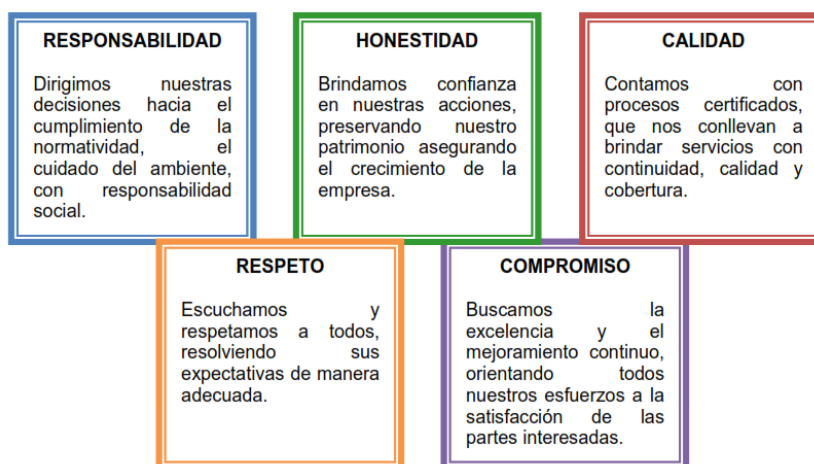 RESPONSABILIDAD
Dirigimos nuestras
decisiones hacia el
cumplimiento de la
normatividad, el
cuidado del ambiente,
con responsabilidad
social.
HONESTIDAD
Brindamos confianza
en nuestras acciones,
preservando nuestro
patrimonio asegurando
el crecimiento de la
empresa.
CALIDAD
Contamos con
procesos certificados,
que nos conllevan a
brindar servicios con
continuidad, calidad y
cobertura.
RESPETO
Escuchamos y
respetamos a todos,
resolviendo sus
expectativas de manera
adecuada.
COMPROMISO
Buscamos la
excelencia y el
mejoramiento continuo,
orientando todos
nuestros esfuerzos a la
satisfacción de las
partes interesadas.